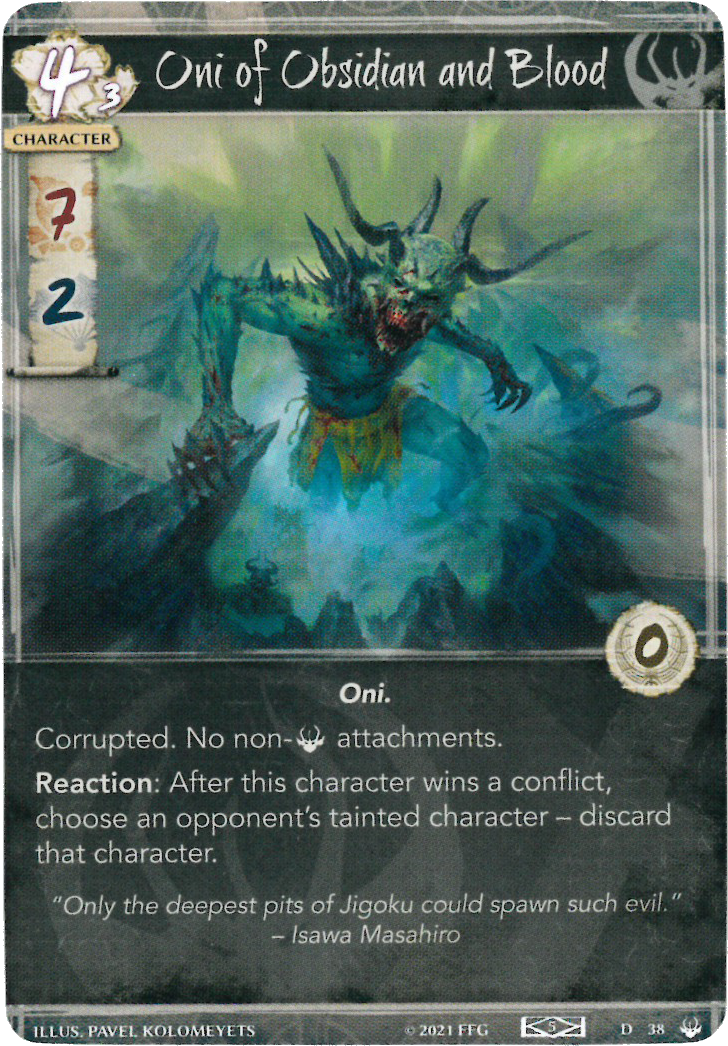 4
3
Oni of Obsidian and Blood
CHARACTER
7
2
0
Oni.
Corrupted. No non- attachments.
Reaction: After this character wins a conflict,
choose an opponent's tainted character – discard
that character.
"Only the deepest pits of Jigoku could spawn such evil."
– Isawa Masahiro
ILLUS. PAVEL KOLOMEYETS
© 2021 FFG
5
D 38